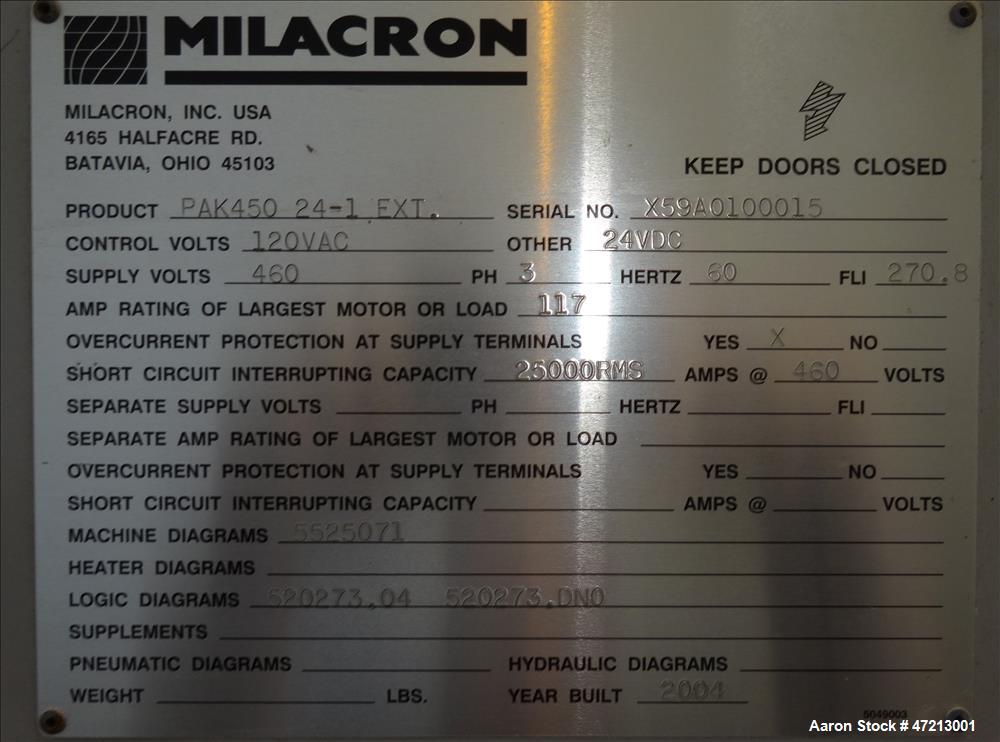 MILACRON
MILACRON, INC. USA
4165 HALFACRE RD.
BATAVIA, OHIO 45103
KEEP DOORS CLOSED
PRODUCT PAK450 24-1 EXT. SERIAL NO. X59A0100015
CONTROL VOLTS 120VAC OTHER 24VDC
SUPPLY VOLTS 460 PH 3 HERTZ 60 FLI 270.8
AMP RATING OF LARGEST MOTOR OR LOAD 117
OVERCURRENT PROTECTION AT SUPPLY TERMINALS YES X NO
SHORT CIRCUIT INTERRUPTING CAPACITY 25000RMS AMPS @ 460 VOLTS
SEPARATE SUPPLY VOLTS PH HERTZ FLI
SEPARATE AMP RATING OF LARGEST MOTOR OR LOAD
OVERCURRENT PROTECTION AT SUPPLY TERMINALS YES NO
SHORT CIRCUIT INTERRUPTING CAPACITY AMPS @ VOLTS
MACHINE DIAGRAMS 5525071
HEATER DIAGRAMS
LOGIC DIAGRAMS 520273.04 520273.DNO
SUPPLEMENTS
PNEUMATIC DIAGRAMS HYDRAULIC DIAGRAMS
WEIGHT LBS. YEAR BUILT 2004
5049003
Aaron Stock # 47213001